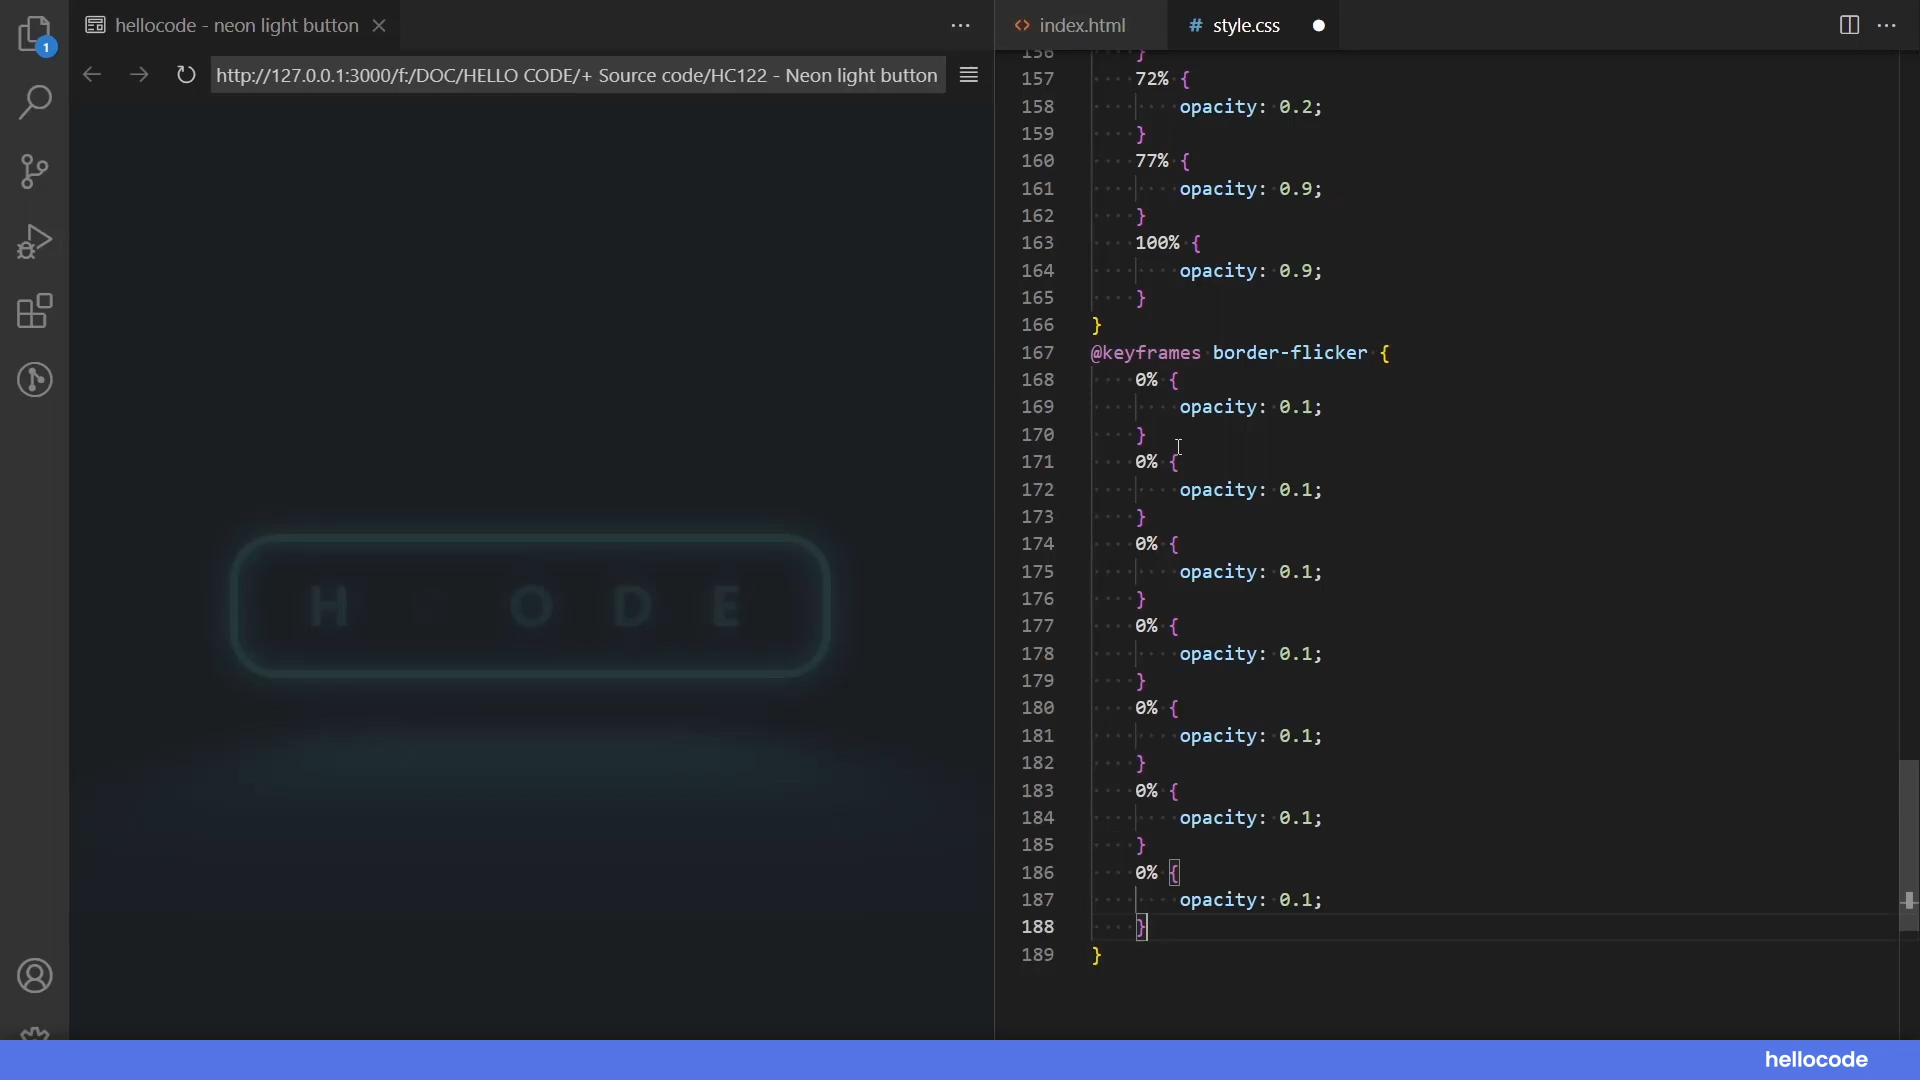 1
hellocode - neon light button
http://127.0.0.1:3000/f:/DOC/HELLO CODE/+ Source code/HC122 - Neon light button
H O D E
<> index.html
# style.css
156 }
157 72% {
158 opacity: 0.2;
159 }
160 77% {
161 opacity: 0.9;
162 }
163 100% {
164 opacity: 0.9;
165 }
166 }
167 @keyframes border-flicker {
168 0% {
169 opacity: 0.1;
170 }
171 0% {
172 opacity: 0.1;
173 }
174 0% {
175 opacity: 0.1;
176 }
177 0% {
178 opacity: 0.1;
179 }
180 0% {
181 opacity: 0.1;
182 }
183 0% {
184 opacity: 0.1;
185 }
186 0% {
187 opacity: 0.1;
188 }
189 }
hellocode